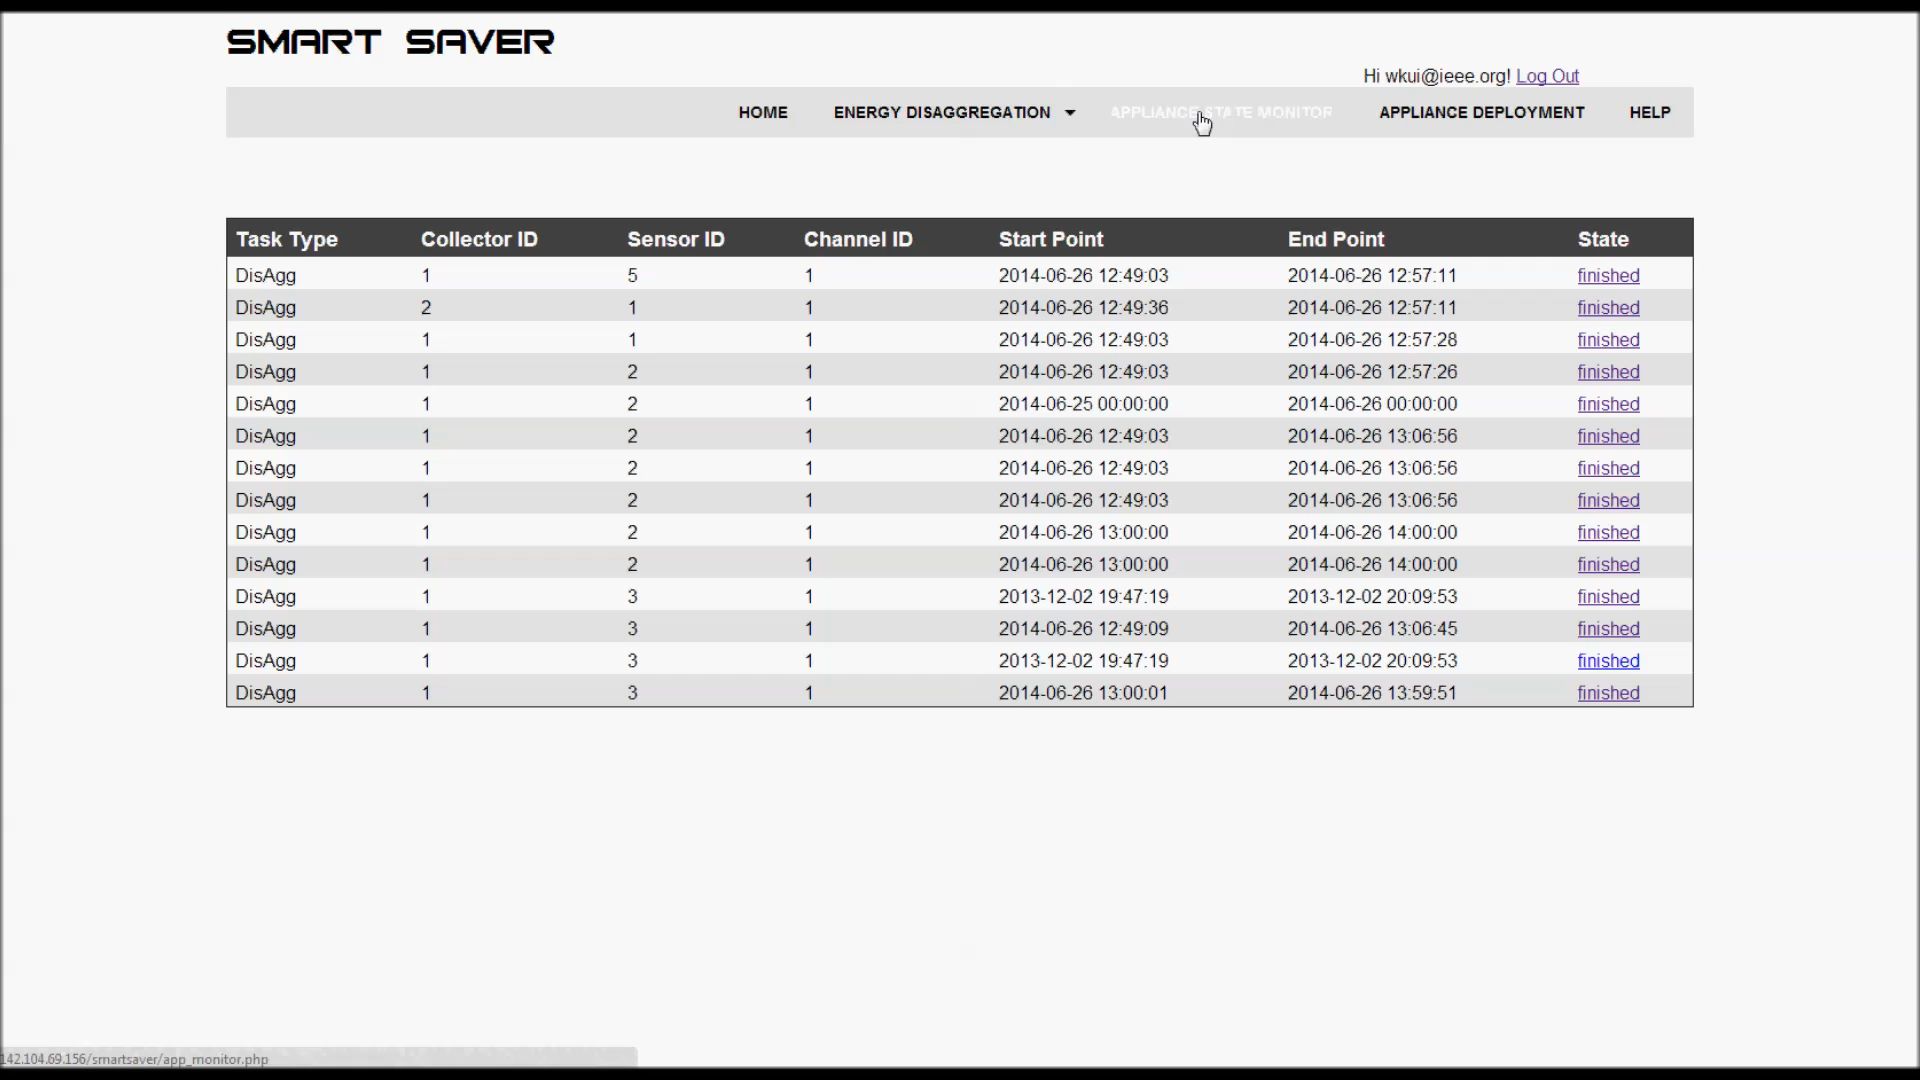 SMART SAVER
Hi wkui@ieee.org! Log Out
HOME ENERGY DISAGGREGATION APPLIANCE STATE MONITOR APPLIANCE DEPLOYMENT HELP
Task Type Collector ID Sensor ID Channel ID Start Point End Point State
DisAgg 1 5 1 2014-06-26 12:49:03 2014-06-26 12:57:11 finished
DisAgg 2 1 1 2014-06-26 12:49:36 2014-06-26 12:57:11 finished
DisAgg 1 1 1 2014-06-26 12:49:03 2014-06-26 12:57:28 finished
DisAgg 1 2 1 2014-06-26 12:49:03 2014-06-26 12:57:26 finished
DisAgg 1 2 1 2014-06-25 00:00:00 2014-06-26 00:00:00 finished
DisAgg 1 2 1 2014-06-26 12:49:03 2014-06-26 13:06:56 finished
DisAgg 1 2 1 2014-06-26 12:49:03 2014-06-26 13:06:56 finished
DisAgg 1 2 1 2014-06-26 12:49:03 2014-06-26 13:06:56 finished
DisAgg 1 2 1 2014-06-26 13:00:00 2014-06-26 14:00:00 finished
DisAgg 1 2 1 2014-06-26 13:00:00 2014-06-26 14:00:00 finished
DisAgg 1 3 1 2013-12-02 19:47:19 2013-12-02 20:09:53 finished
DisAgg 1 3 1 2014-06-26 12:49:09 2014-06-26 13:06:45 finished
DisAgg 1 3 1 2013-12-02 19:47:19 2013-12-02 20:09:53 finished
DisAgg 1 3 1 2014-06-26 13:00:01 2014-06-26 13:59:51 finished
142.104.69.156/smartsaver/app_monitor.php